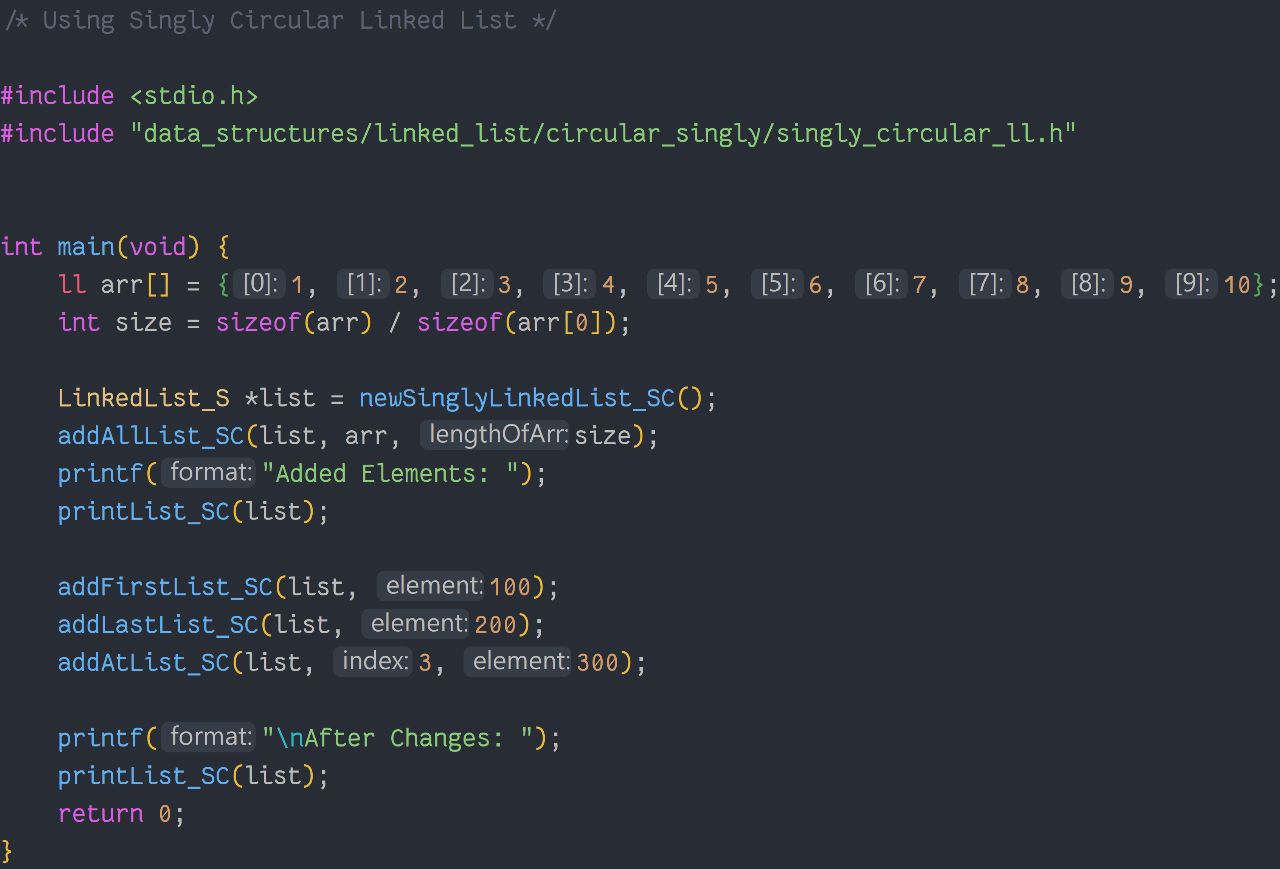 /* Using Singly Circular Linked List */
#include <stdio.h>
#include "data_structures/linked_list/circular_singly/singly_circular_ll.h"
int main(void) {
ll arr[] = { [0]: 1, [1]: 2, [2]: 3, [3]: 4, [4]: 5, [5]: 6, [6]: 7, [7]: 8, [8]: 9, [9]: 10};
int size = sizeof(arr) / sizeof(arr[0]);
LinkedList_S *list = newSinglyLinkedList_SC();
addAllList_SC(list, arr, lengthOfArr: size);
printf( format: "Added Elements: ");
printList_SC(list);
addFirstList_SC(list, element: 100);
addLastList_SC(list, element: 200);
addAtList_SC(list, index: 3, element: 300);
printf( format: "\nAfter Changes: ");
printList_SC(list);
return 0;
}